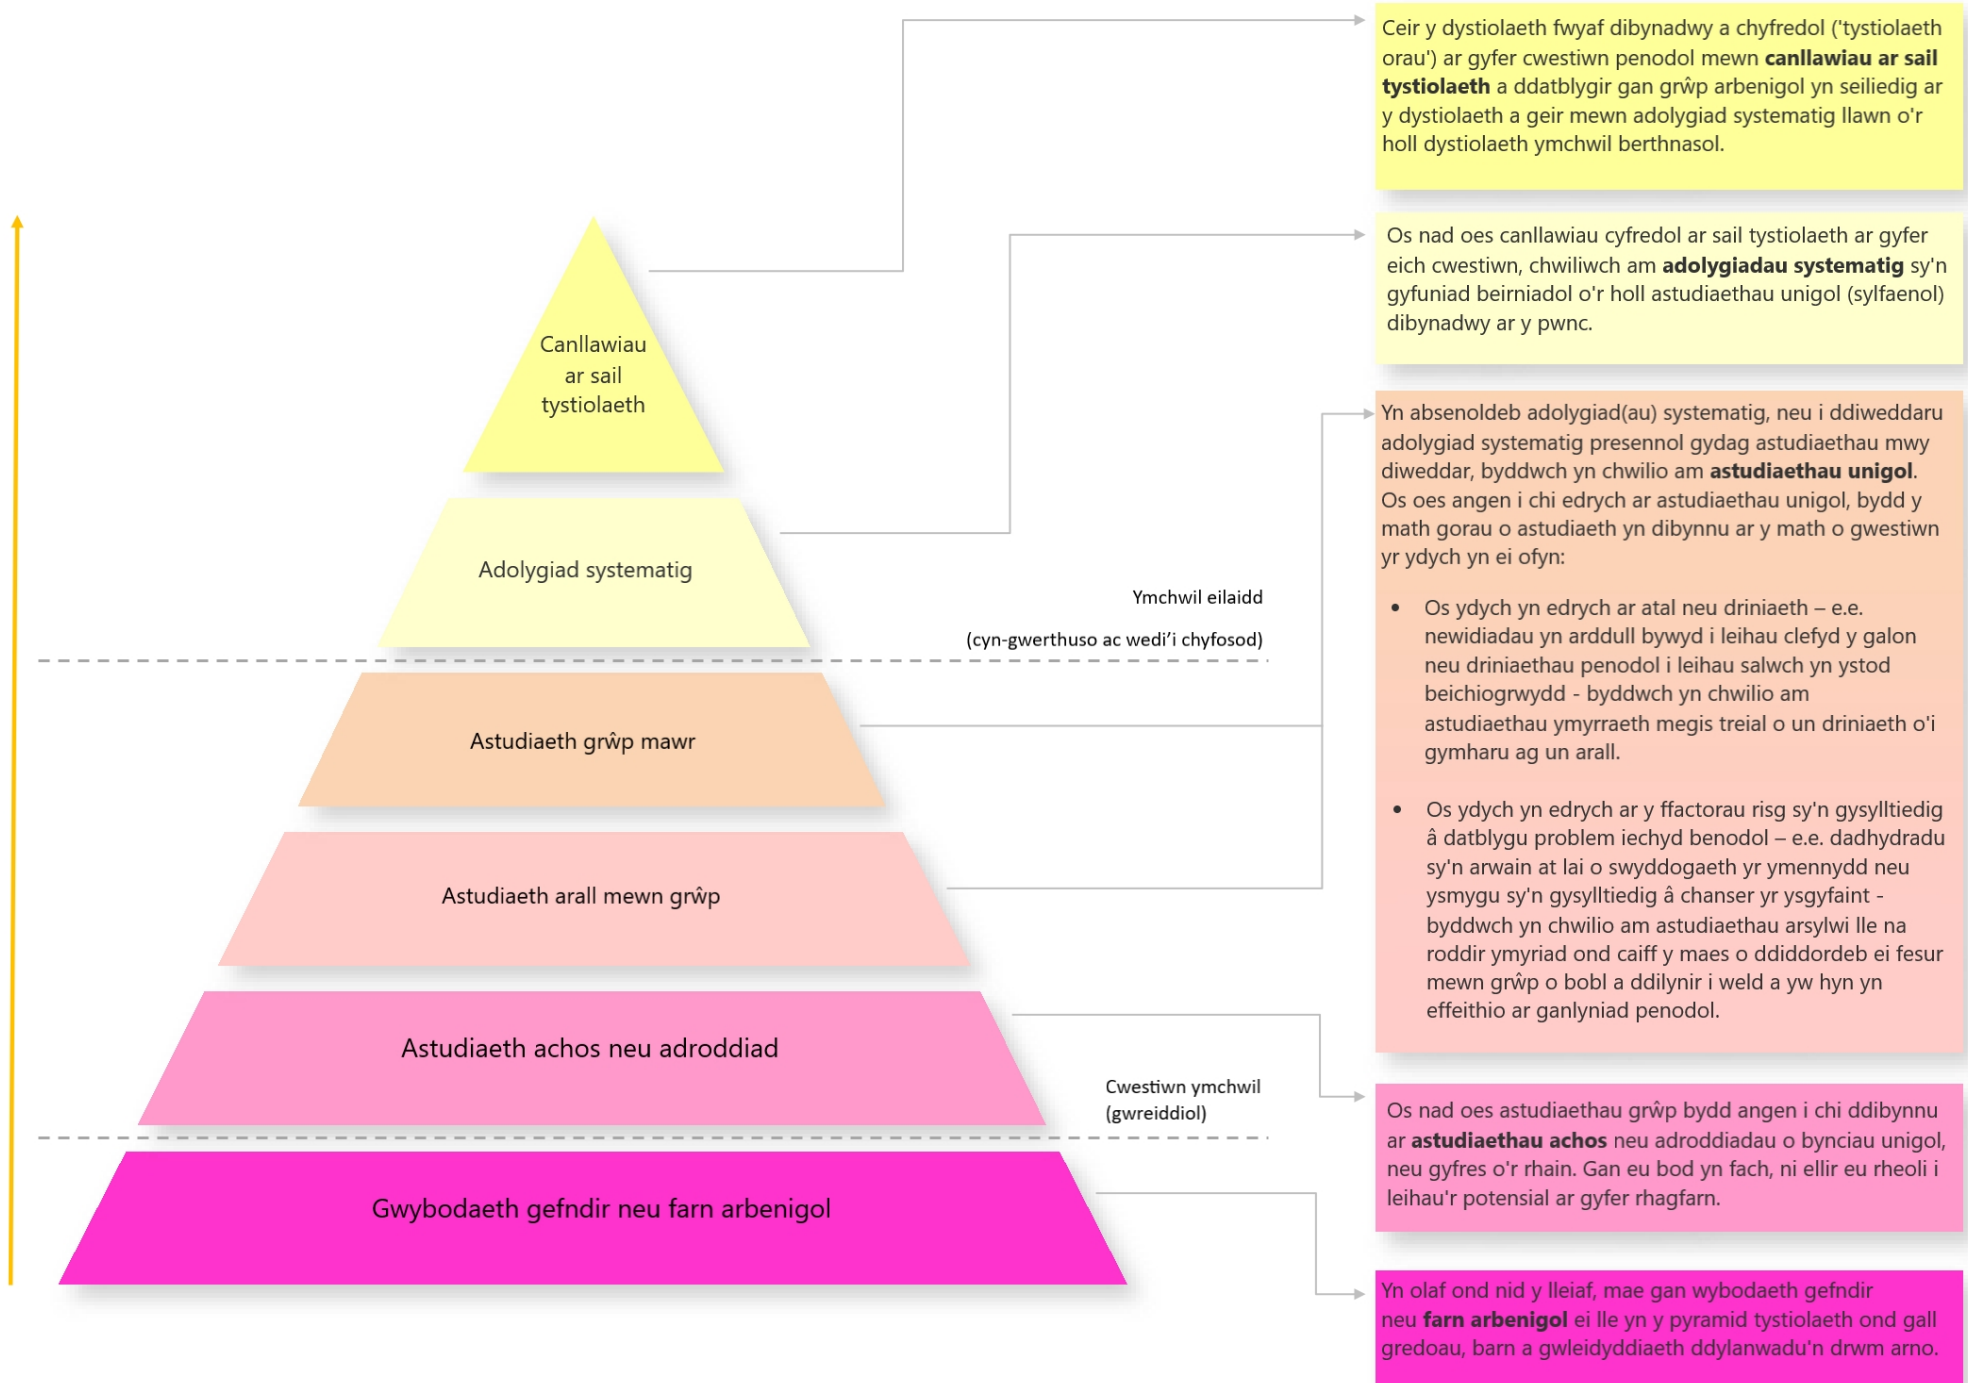 Canllawiau
ar sail
tystiolaeth
Adolygiad systematig
Ymchwil eilaidd
(cyn-gwerthuso ac wedi’i chyfosod)
Astudiaeth grŵp mawr
Astudiaeth arall mewn grŵp
Astudiaeth achos neu adroddiad
Cwestiwn ymchwil
(gwreiddiol)
Gwybodaeth gefndir neu farn arbenigol
Ceir y dystiolaeth fwyaf dibynadwy a chyfredol ('tystiolaeth
orau') ar gyfer cwestiwn penodol mewn canllawiau ar sail
tystiolaeth a ddatblygir gan grŵp arbenigol yn seiliedig ar
y dystiolaeth a geir mewn adolygiad systematig llawn o'r
holl dystiolaeth ymchwil berthnasol.
Os nad oes canllawiau cyfredol ar sail tystiolaeth ar gyfer
eich cwestiwn, chwiliwch am adolygiadau systematig sy'n
gyfuniad beirniadol o'r holl astudiaethau unigol (sylfaenol)
dibynadwy ar y pwnc.
Yn absenoldeb adolygiad(au) systematig, neu i ddiweddaru
adolygiad systematig presennol gydag astudiaethau mwy
diweddar, byddwch yn chwilio am astudiaethau unigol.
Os oes angen i chi edrych ar astudiaethau unigol, bydd y
math gorau o astudiaeth yn dibynnu ar y math o gwestiwn
yr ydych yn ei ofyn:
• Os ydych yn edrych ar atal neu driniaeth – e.e.
newidiadau yn arddull bywyd i leihau clefyd y galon
neu driniaethau penodol i leihau salwch yn ystod
beichiogrwydd - byddwch yn chwilio am
astudiaethau ymyrraeth megis treial o un driniaeth o'i
gymharu ag un arall.
• Os ydych yn edrych ar y ffactorau risg sy'n gysylltiedig
â datblygu problem iechyd benodol – e.e. dadhydradu
sy'n arwain at lai o swyddogaeth yr ymennydd neu
ysmygu sy'n gysylltiedig â chanser yr ysgyfaint -
byddwch yn chwilio am astudiaethau arsylwi lle na
roddir ymyriad ond caiff y maes o ddiddordeb ei fesur
mewn grŵp o bobl a ddilynir i weld a yw hyn yn
effeithio ar ganlyniad penodol.
Os nad oes astudiaethau grŵp bydd angen i chi ddibynnu
ar astudiaethau achos neu adroddiadau o bynciau unigol,
neu gyfres o'r rhain. Gan eu bod yn fach, ni ellir eu rheoli i
leihau'r potensial ar gyfer rhagfarn.
Yn olaf ond nid y lleiaf, mae gan wybodaeth gefndir
neu farn arbenigol ei lle yn y pyramid tystiolaeth ond gall
gredoau, barn a gwleidyddiaeth ddylanwadu'n drwm arno.